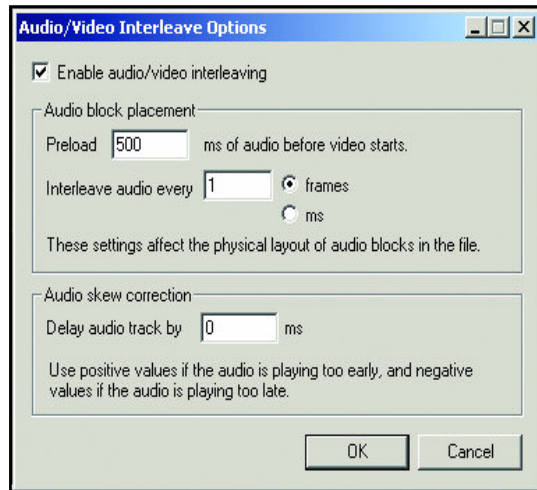 Audio/Video Interleave Options
Enable audio/video interleaving
Audio block placement
Preload 500 ms of audio before video starts.
Interleave audio every 1 frames
ms
These settings affect the physical layout of audio blocks in the file.
Audio skew correction
Delay audio track by 0 ms
Use positive values if the audio is playing too early, and negative
values if the audio is playing too late.
OK Cancel